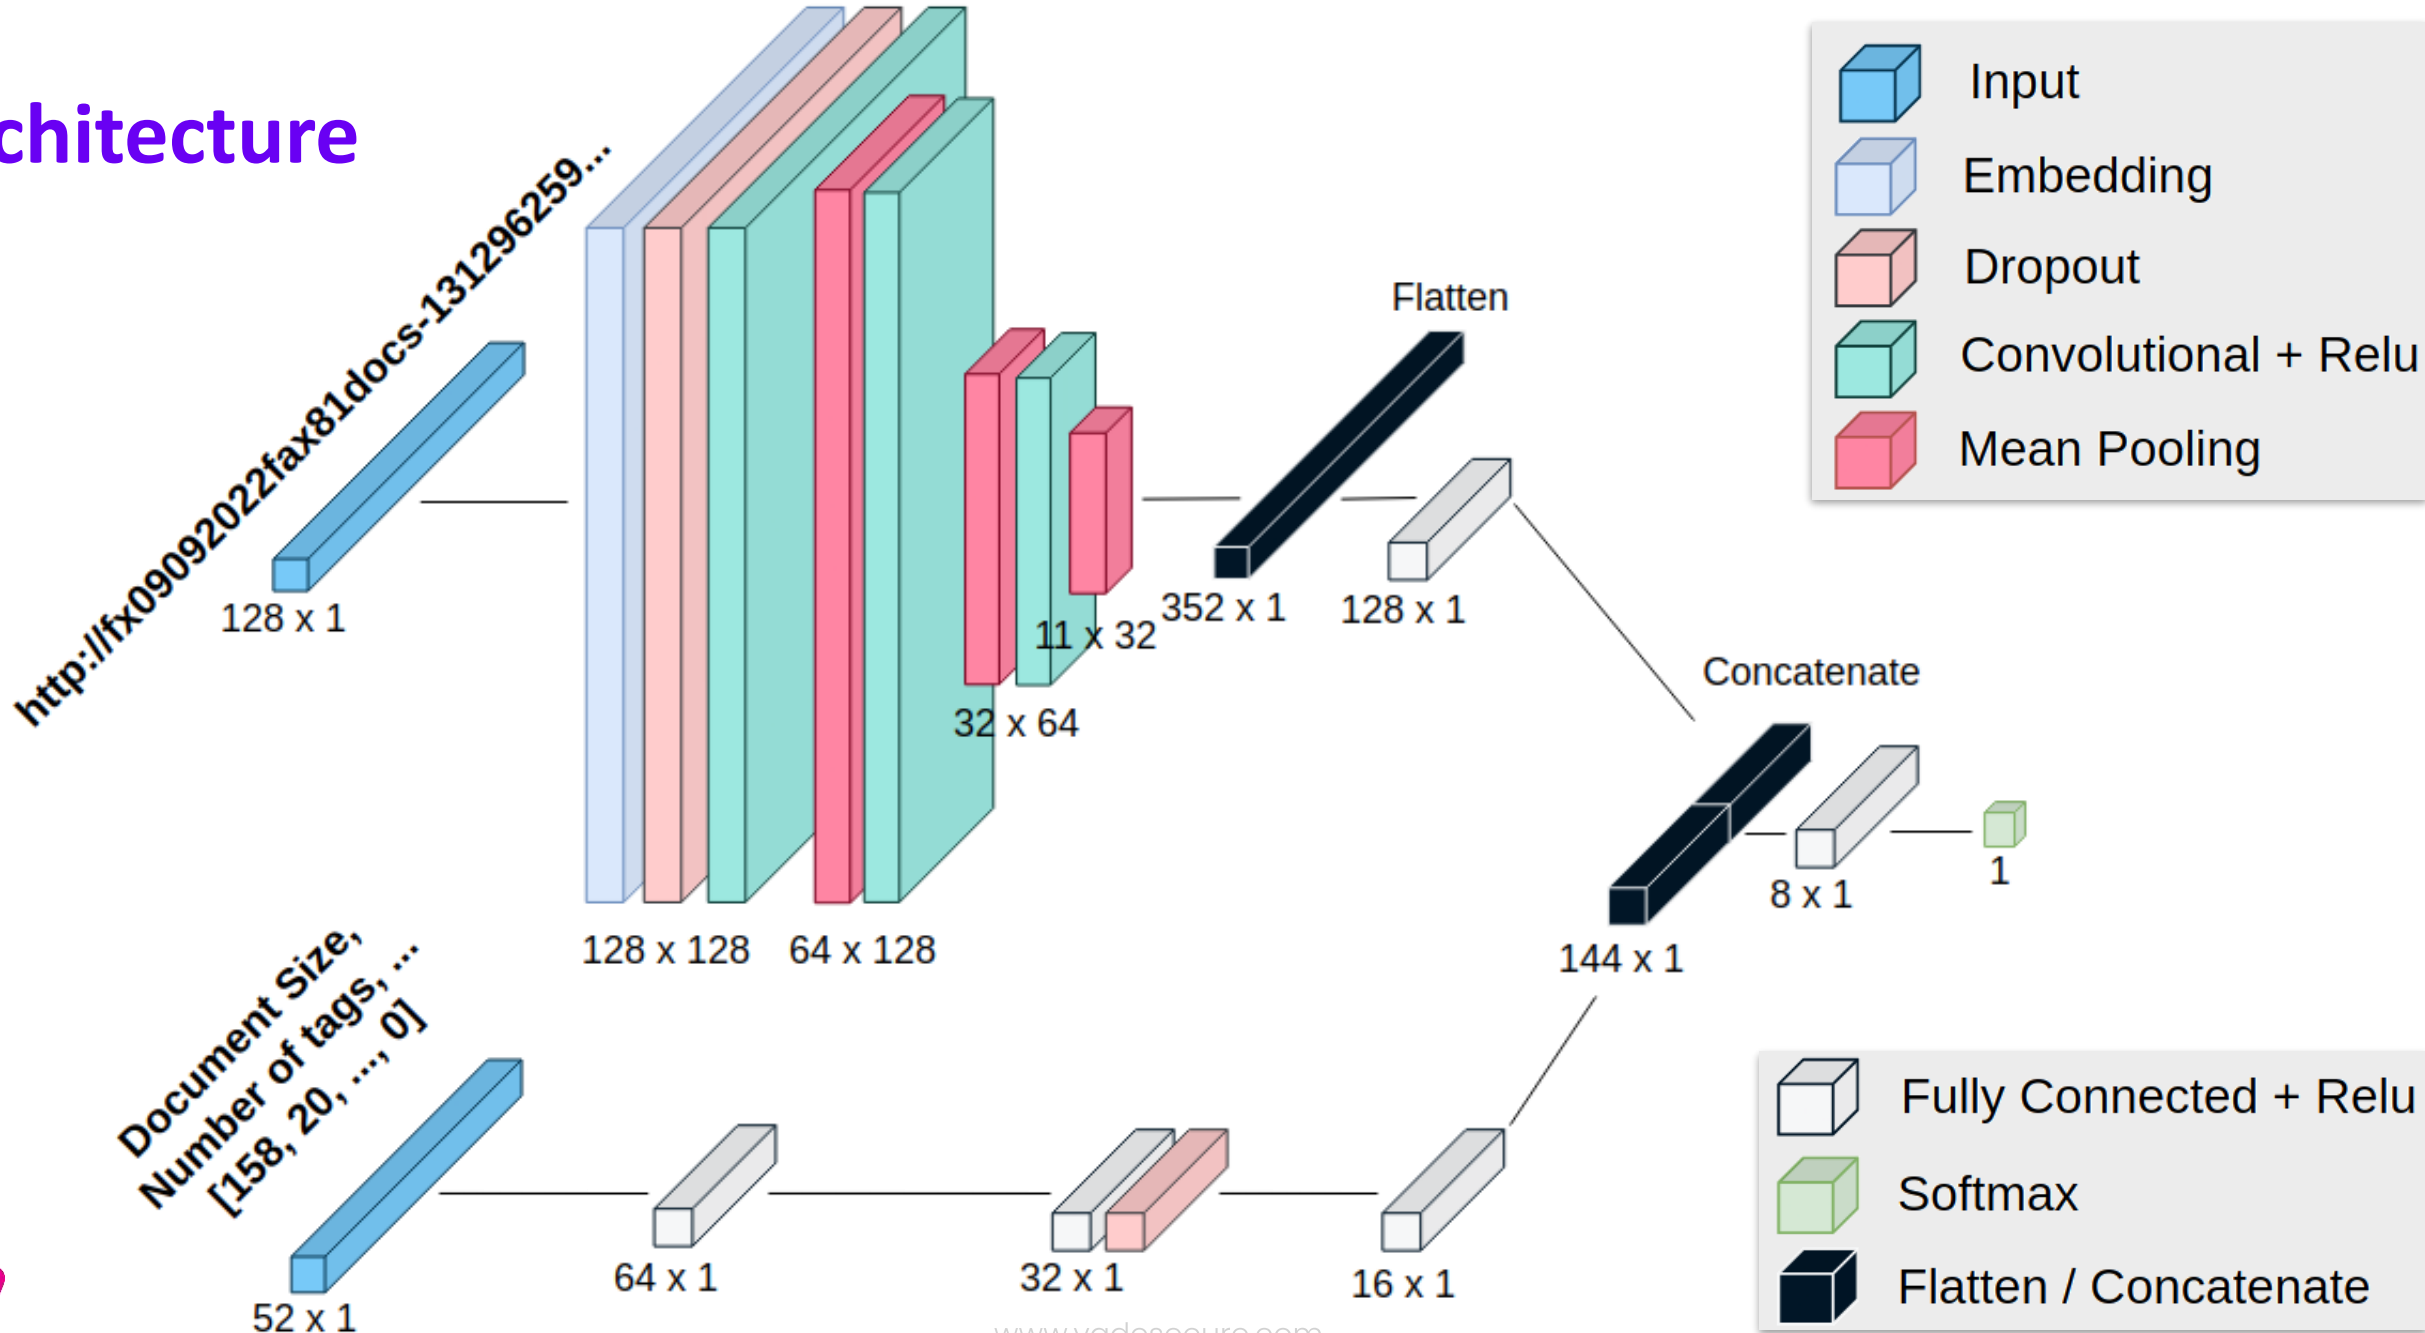 chitecture
http://fx09092022fax81docs-131296259...
128 x 1
128 x 128
64 x 128
32 x 64
11 x 32
Flatten
352 x 1
128 x 1
Concatenate
144 x 1
8 x 1
1
Document Size,
Number of tags, ...
[158, 20, ..., 0]
52 x 1
64 x 1
32 x 1
16 x 1
Input
Embedding
Dropout
Convolutional + Relu
Mean Pooling
Fully Connected + Relu
Softmax
Flatten / Concatenate